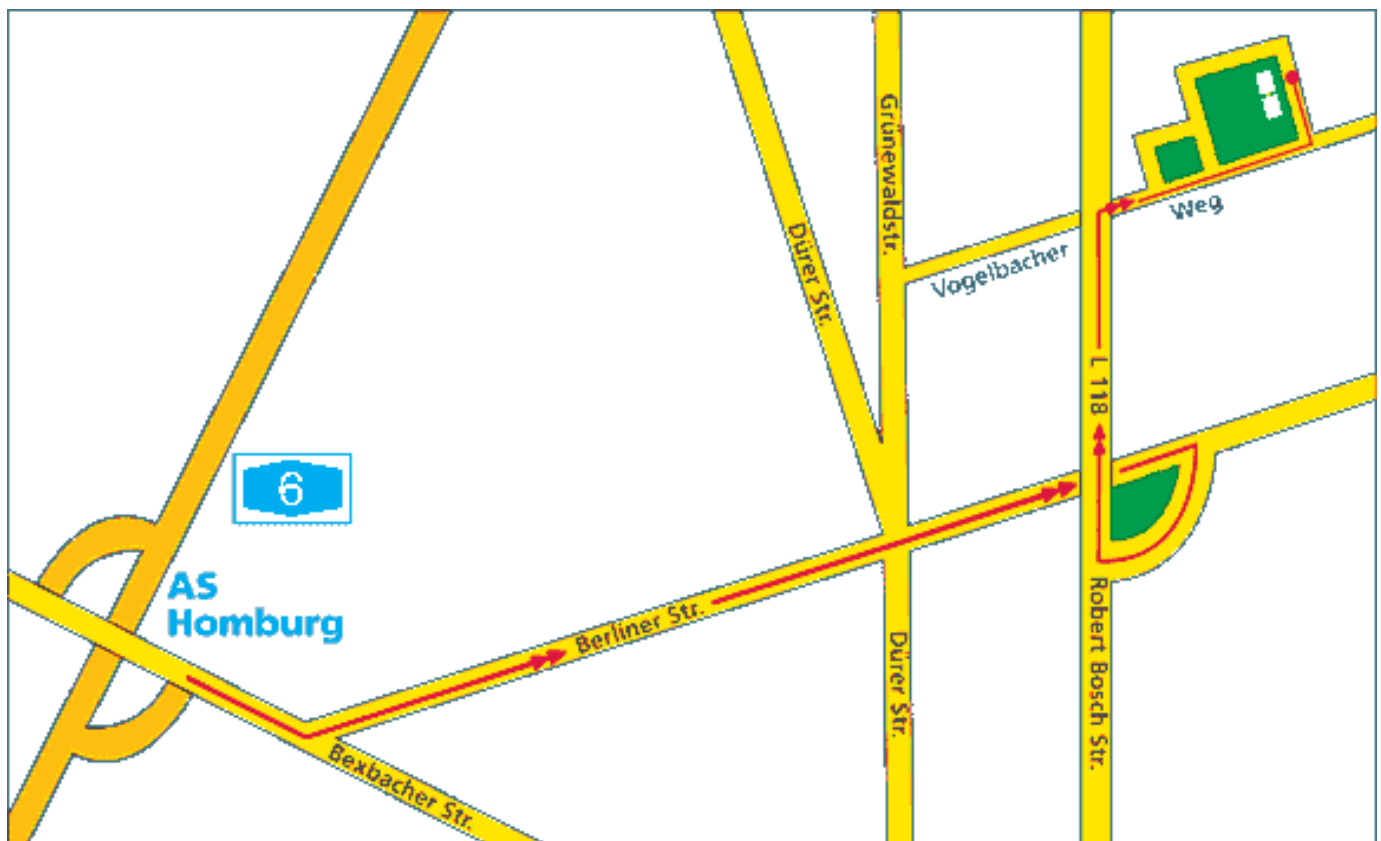 Grünewaldstr.
Dürer Str.
Weg
Vogelbacher
L 118
6
AS
Homburg
Berliner Str.
Robert Bosch Str.
Dürer Str.
Bexbacher Str.